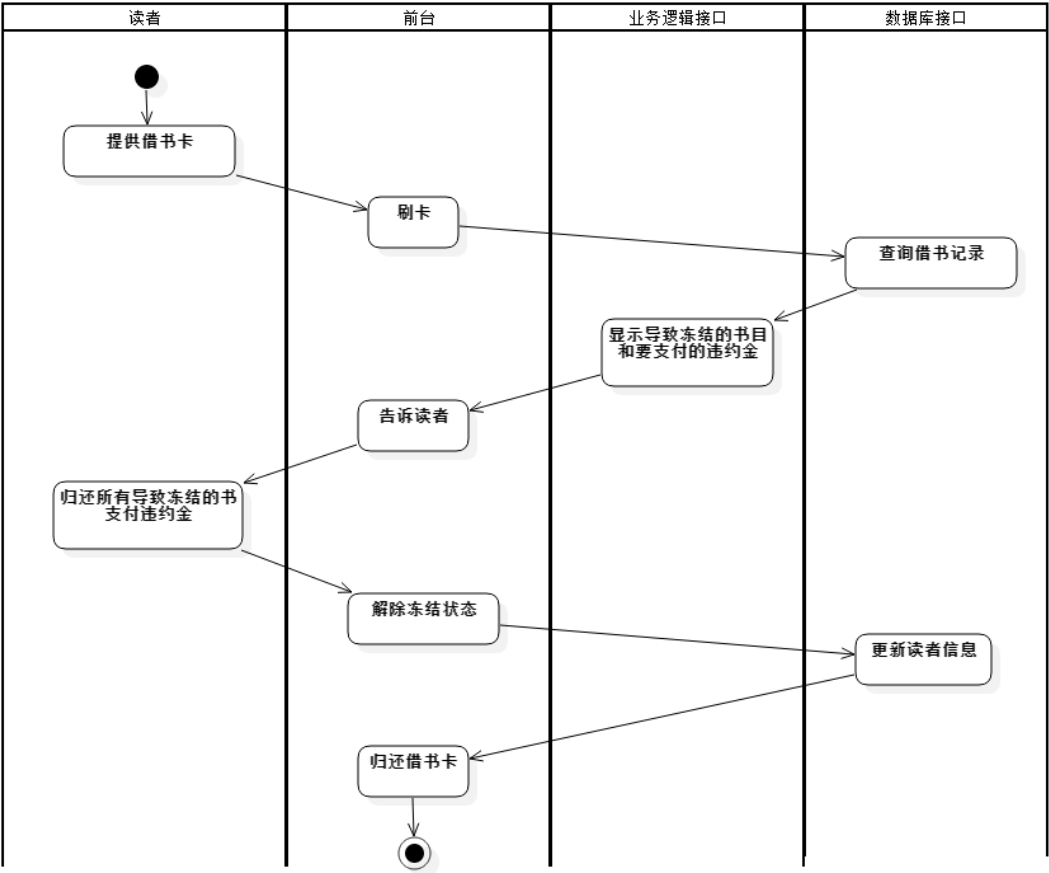 读者
前台
业务逻辑接口
数据库接口
提供借书卡
刷卡
查询借书记录
显示导致冻结的书目
和要支付的违约金
告诉读者
归还所有导致冻结的书
支付违约金
解除冻结状态
更新读者信息
归还借书卡